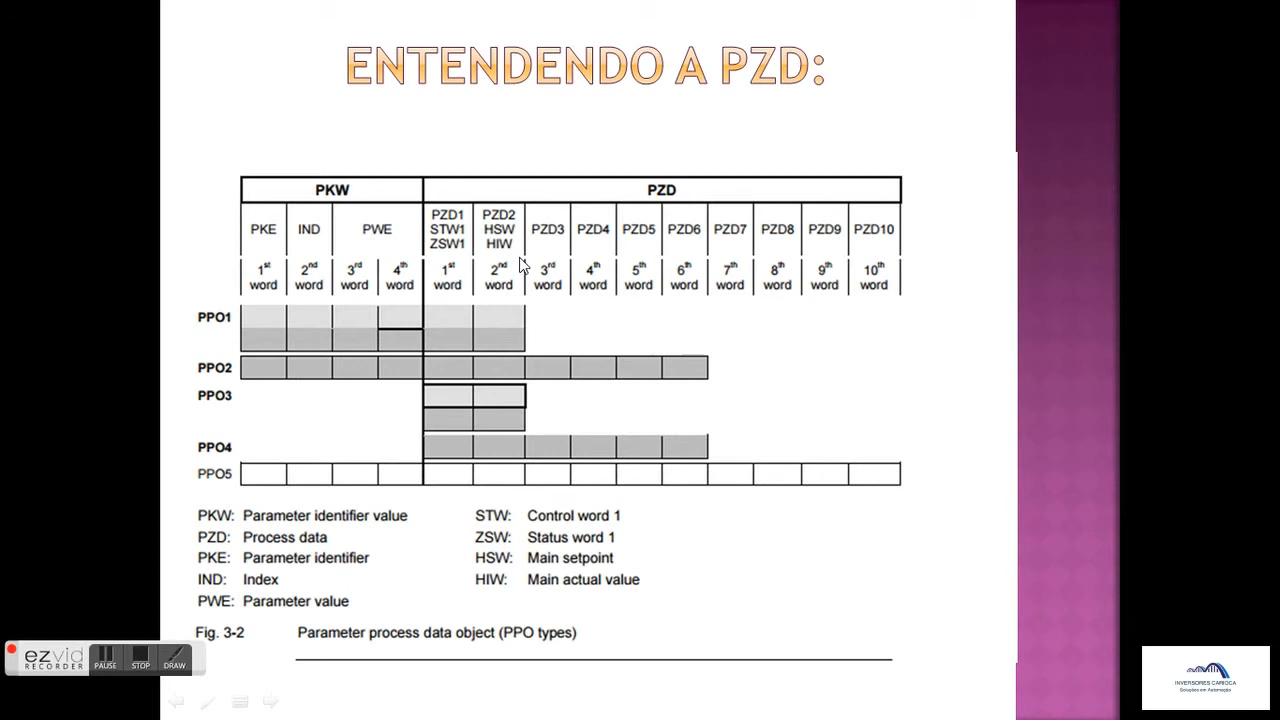 ENTENDENDO A PZD:
PKW PZD
PKE IND PWE PZD1 STW1 ZSW1 PZD2 HSW HIW PZD3 PZD4 PZD5 PZD6 PZD7 PZD8 PZD9 PZD10
1st word 2nd word 3rd word 4th word 1st word 2nd word 3rd word 4th word 5th word 6th word 7th word 8th word 9th word 10th word
PPO1
PPO2
PPO3
PPO4
PPO5
PKW: Parameter identifier value STW: Control word 1
PZD: Process data ZSW: Status word 1
PKE: Parameter identifier HSW: Main setpoint
IND: Index HIW: Main actual value
PWE: Parameter value
Fig. 3-2 Parameter process data object (PPO types)
ezvid
RECORDER
PAUSE STOP DRAW
INVERSORES CARIOCA
Soluções em Automação